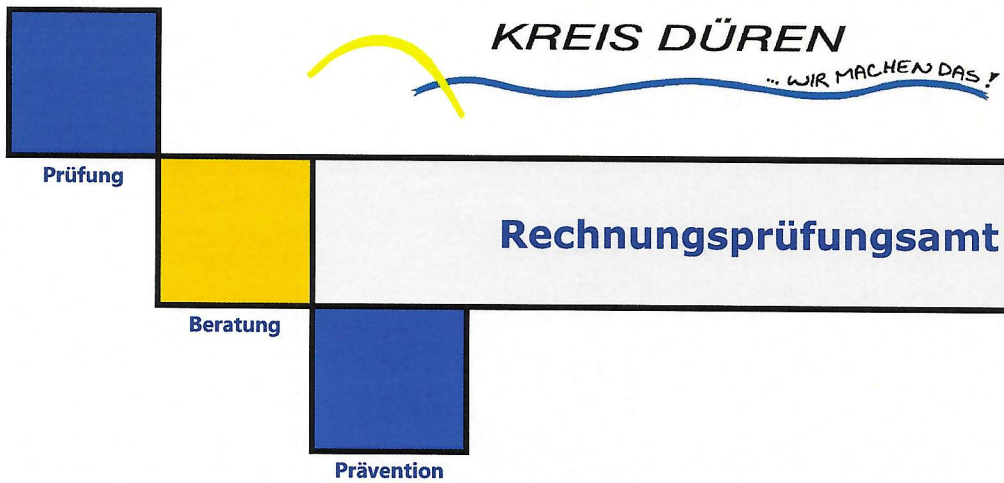 KREIS DÜREN
... WIR MACHEN DAS !
Prüfung
Rechnungsprüfungsamt
Beratung
Prävention